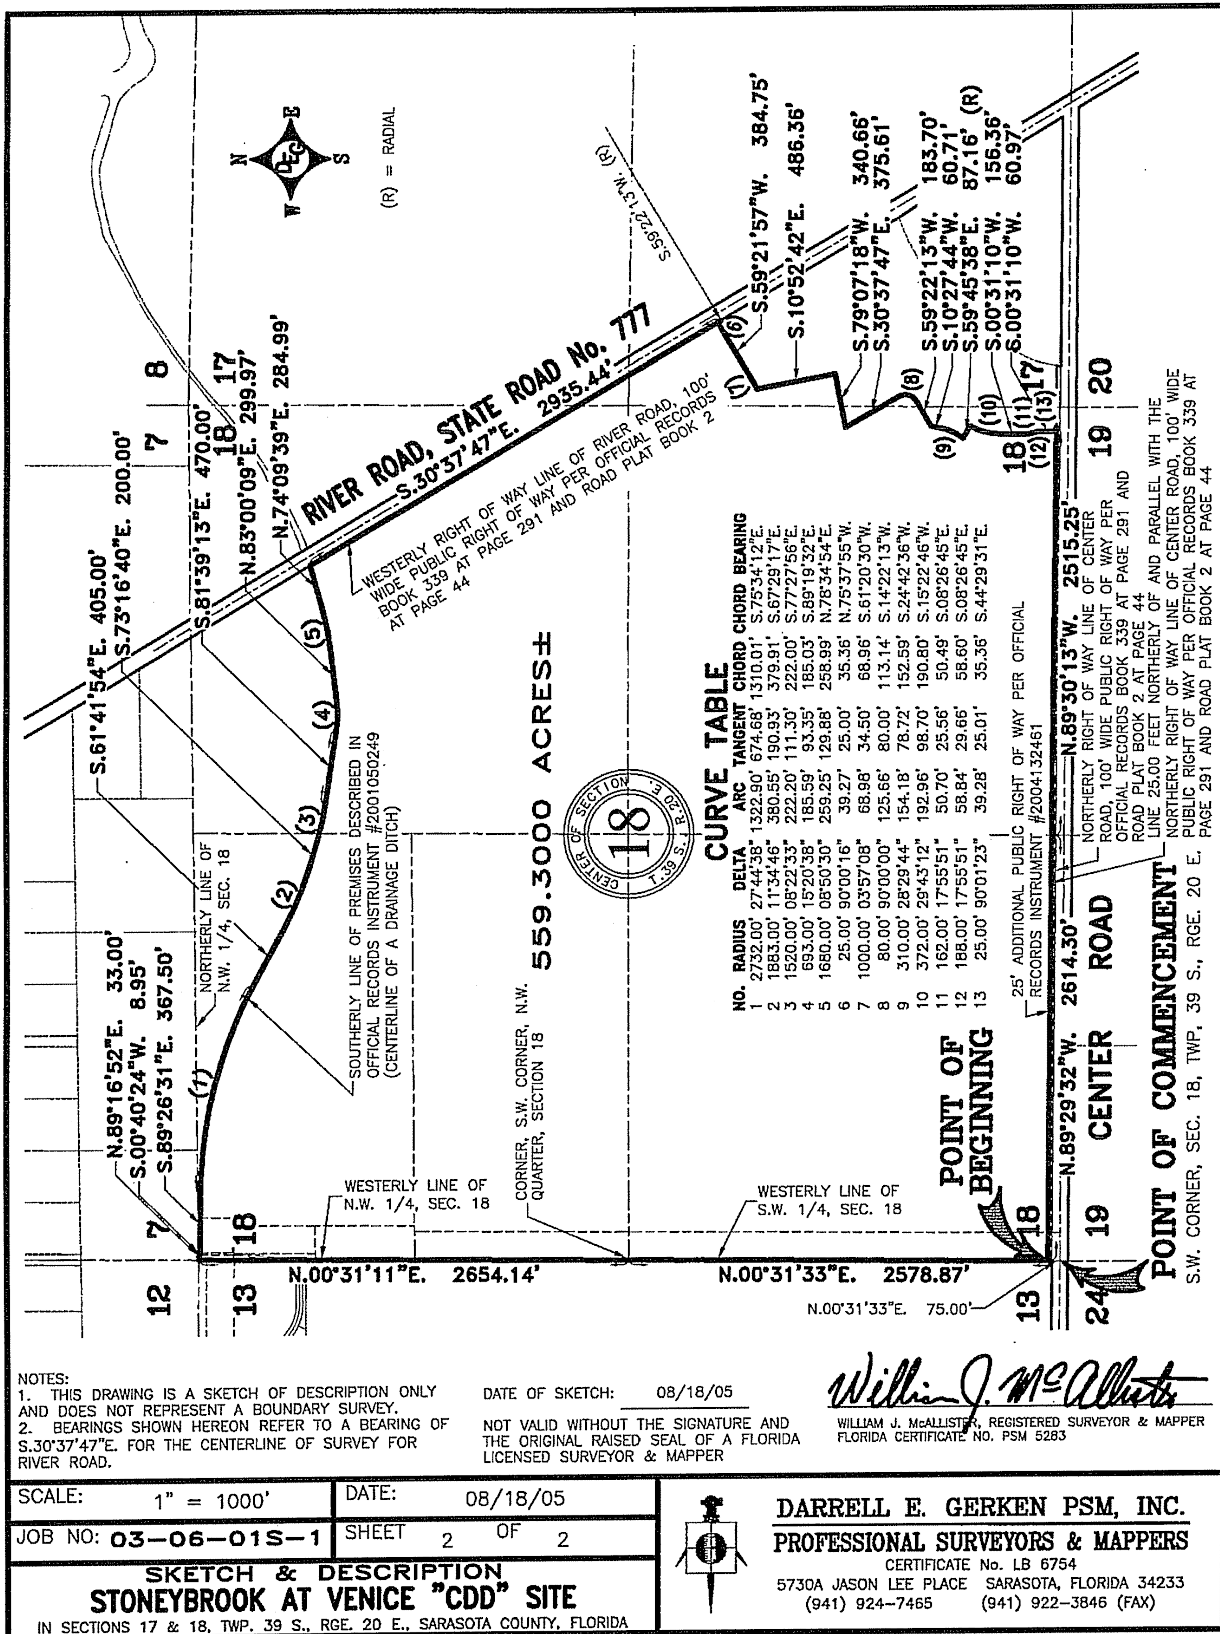 N
E
S
W
DEG
(R) = RADIAL
S.61°41'54"E. 405.00'
S.73°16'40"E. 200.00'
S.81°39'13"E. 470.00'
N.83°00'09"E. 299.97'
N.74°09'39"E. 284.99'
7
8
18
17
RIVER ROAD, STATE ROAD No. 777
S.30°37'47"E. 2935.44'
WESTERLY RIGHT OF WAY LINE OF RIVER ROAD, 100'
WIDE PUBLIC RIGHT OF WAY PER OFFICIAL RECORDS
BOOK 339 AT PAGE 291 AND ROAD PLAT BOOK 2
AT PAGE 44
S.59°22'13"W. (R)
S.59°21'57"W. 384.75'
S.10°52'42"E. 486.36'
S.79°07'18"W. 340.66'
S.30°37'47"E. 375.61'
S.59°22'13"W. 183.70'
S.10°27'44"W. 60.71'
S.59°45'38"E. 87.16' (R)
S.00°31'10"W. 156.36'
S.00°31'10"W. 60.97'
(1)
(2)
(3)
(4)
(5)
(6)
(7)
(8)
(9)
(10)
(11)
(12)
(13)
18
17
19
20
N.89°16'52"E. 33.00'
S.00°40'24"W. 8.95'
S.89°26'31"E. 367.50'
NORTHERLY LINE OF
N.W. 1/4, SEC. 18
SOUTHERLY LINE OF PREMISES DESCRIBED IN
OFFICIAL RECORDS INSTRUMENT #2001050249
(CENTERLINE OF A DRAINAGE DITCH)
559.3000 ACRES±
CENTER OF SECTION
18
T.39 S., R.20 E.
CORNER, S.W. CORNER, N.W.
QUARTER, SECTION 18
WESTERLY LINE OF
N.W. 1/4, SEC. 18
WESTERLY LINE OF
S.W. 1/4, SEC. 18
12
7
13
18
N.00°31'11"E. 2654.14'
N.00°31'33"E. 2578.87'
N.00°31'33"E. 75.00'
13
18
24
19
CURVE TABLE
NO. RADIUS DELTA ARC TANGENT CHORD CHORD BEARING
1 2732.00' 27°44'38" 1322.90' 674.68' 1310.01' S.75°34'12"E.
2 1883.00' 11°34'46" 380.55' 190.93' 379.91' S.67°29'17"E.
3 1520.00' 08°22'33" 222.20' 111.30' 222.00' S.77°27'56"E.
4 693.00' 15°20'38" 185.59' 93.35' 185.03' S.89°19'32"E.
5 1680.00' 08°50'30" 259.25' 129.88' 258.99' N.78°34'54"E.
6 25.00' 90°00'16" 39.27' 25.00' 35.36' N.75°37'55"W.
7 1000.00' 03°57'08" 68.98' 34.50' 68.96' S.61°20'30"W.
8 80.00' 90°00'00" 125.66' 80.00' 113.14' S.14°22'13"W.
9 310.00' 28°29'44" 154.18' 78.72' 152.59' S.24°42'36"W.
10 372.00' 29°43'12" 192.96' 98.70' 190.80' S.15°22'46"W.
11 162.00' 17°55'51" 50.70' 25.56' 50.49' S.08°26'45"E.
12 188.00' 17°55'51" 58.84' 29.66' 58.60' S.08°26'45"E.
13 25.00' 90°01'23" 39.28' 25.01' 35.36' S.44°29'31"E.
25' ADDITIONAL PUBLIC RIGHT OF WAY PER OFFICIAL
RECORDS INSTRUMENT #2004132461
POINT OF
BEGINNING
N.89°29'32"W. 2614.30'
N.89°30'13"W. 2515.25'
NORTHERLY RIGHT OF WAY LINE OF CENTER
ROAD, 100' WIDE PUBLIC RIGHT OF WAY PER
OFFICIAL RECORDS BOOK 339 AT PAGE 291 AND
ROAD PLAT BOOK 2 AT PAGE 44
LINE 25.00 FEET NORTHERLY OF AND PARALLEL WITH THE
NORTHERLY RIGHT OF WAY LINE OF CENTER ROAD, 100' WIDE
PUBLIC RIGHT OF WAY PER OFFICIAL RECORDS BOOK 339 AT
PAGE 291 AND ROAD PLAT BOOK 2 AT PAGE 44
CENTER ROAD
POINT OF COMMENCEMENT
S.W. CORNER, SEC. 18, TWP. 39 S., RGE. 20 E.
NOTES:
1. THIS DRAWING IS A SKETCH OF DESCRIPTION ONLY
AND DOES NOT REPRESENT A BOUNDARY SURVEY.
2. BEARINGS SHOWN HEREON REFER TO A BEARING OF
S.30°37'47"E. FOR THE CENTERLINE OF SURVEY FOR
RIVER ROAD.
DATE OF SKETCH: 08/18/05
NOT VALID WITHOUT THE SIGNATURE AND
THE ORIGINAL RAISED SEAL OF A FLORIDA
LICENSED SURVEYOR & MAPPER
William J. McAllister
WILLIAM J. McALLISTER, REGISTERED SURVEYOR & MAPPER
FLORIDA CERTIFICATE NO. PSM 5283
SCALE: 1" = 1000'
DATE: 08/18/05
JOB NO: 03-06-01S-1
SHEET 2 OF 2
SKETCH & DESCRIPTION
STONEYBROOK AT VENICE "CDD" SITE
IN SECTIONS 17 & 18, TWP. 39 S., RGE. 20 E., SARASOTA COUNTY, FLORIDA
DARRELL E. GERKEN PSM, INC.
PROFESSIONAL SURVEYORS & MAPPERS
CERTIFICATE No. LB 6754
5730A JASON LEE PLACE SARASOTA, FLORIDA 34233
(941) 924-7465 (941) 922-3846 (FAX)